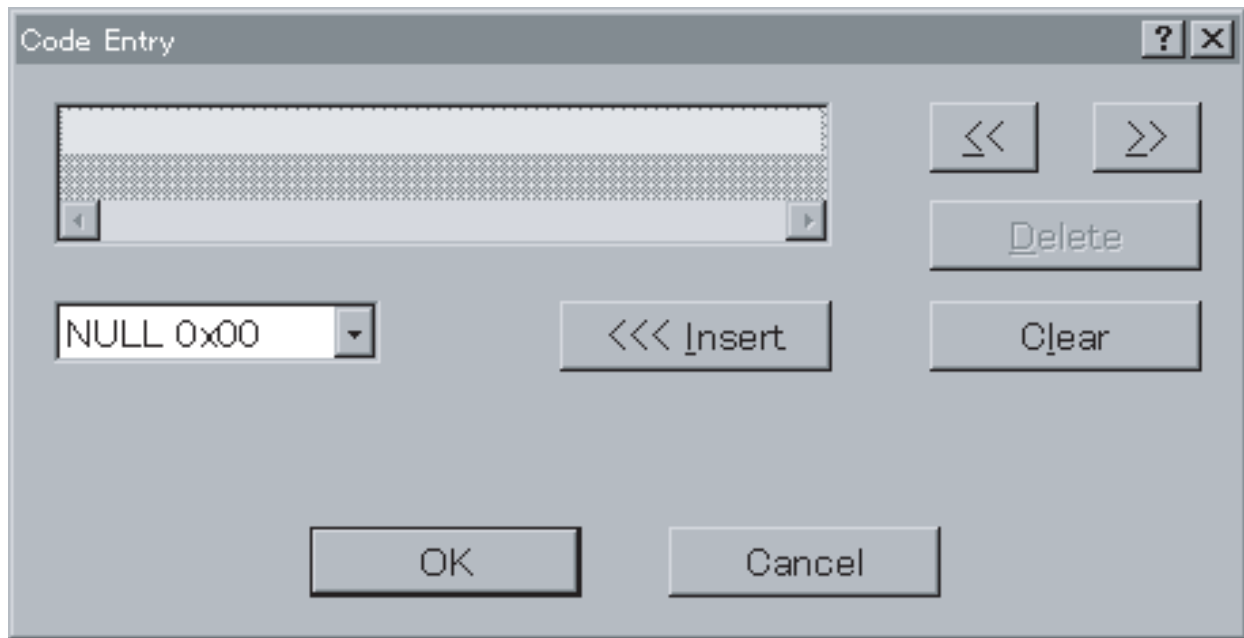 Code Entry ? ×
<< >>
Delete
NULL 0x00 <<< Insert Clear
OK Cancel